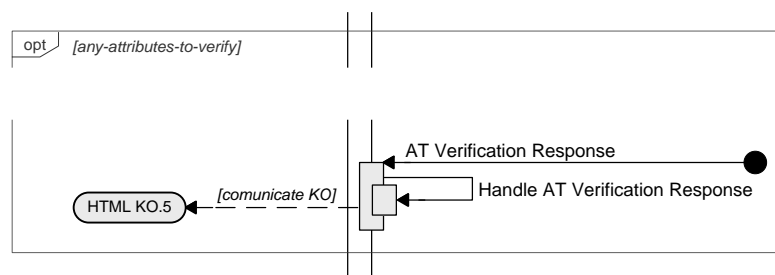 opt [any-attributes-to-verify]
AT Verification Response
[comunicate KO]
Handle AT Verification Response
HTML KO.5